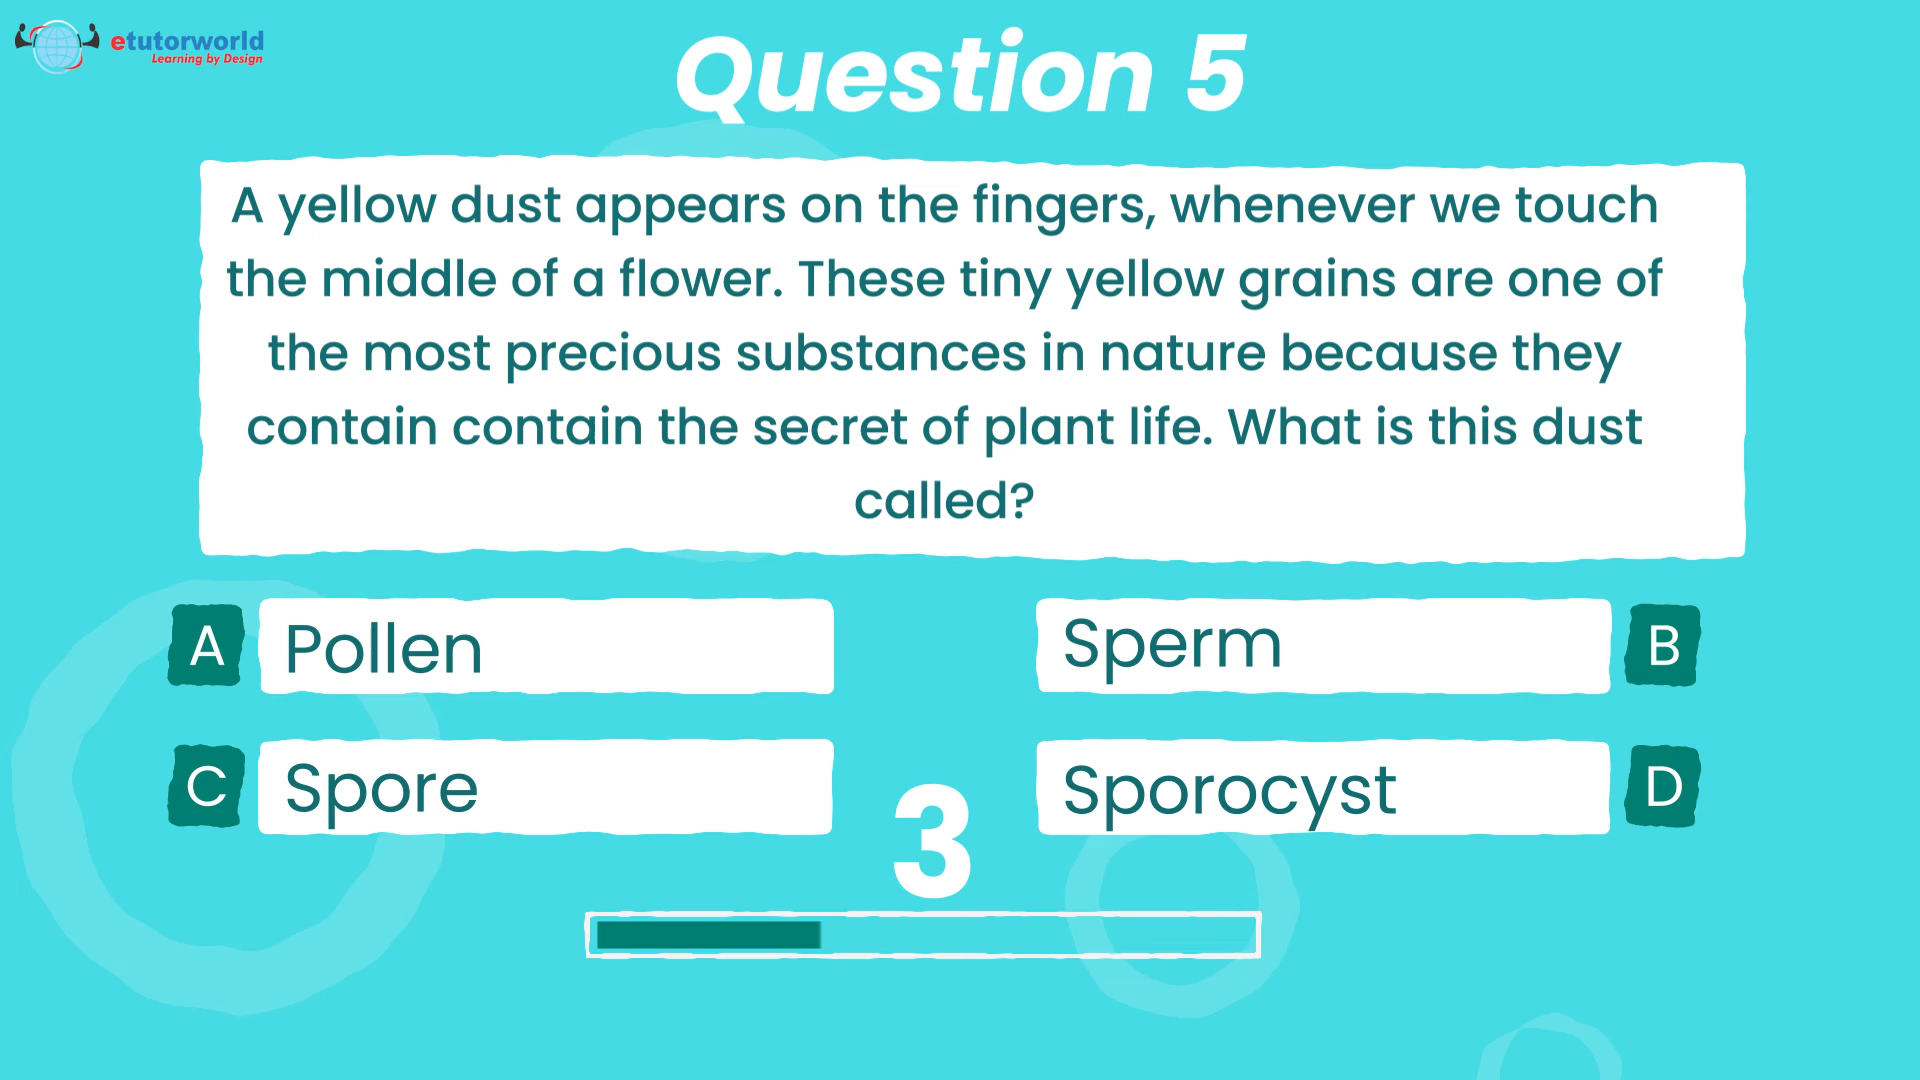 etutorworld
Learning by Design
Question 5
A yellow dust appears on the fingers, whenever we touch
the middle of a flower. These tiny yellow grains are one of
the most precious substances in nature because they
contain contain the secret of plant life. What is this dust
called?
A Pollen
Sperm B
C Spore
Sporocyst D
3